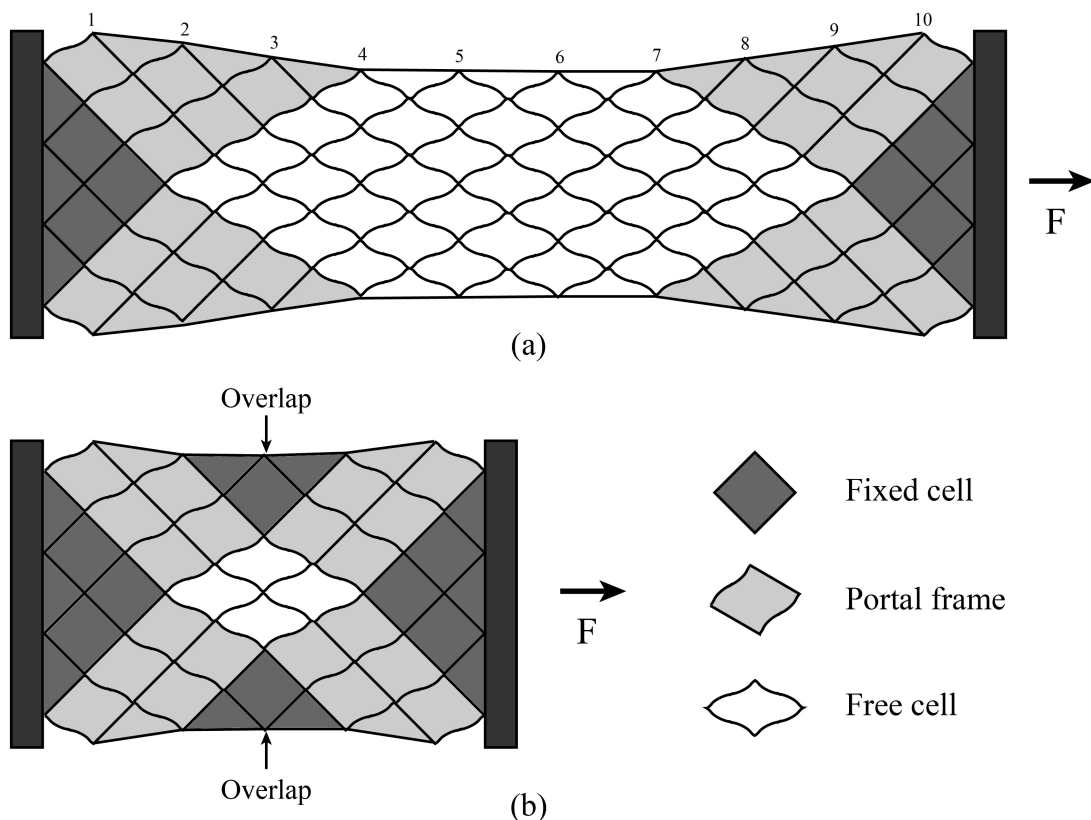 1 2 3 4 5 6 7 8 9 10
F
(a)
Overlap
Fixed cell
Portal frame
F
Free cell
Overlap
(b)